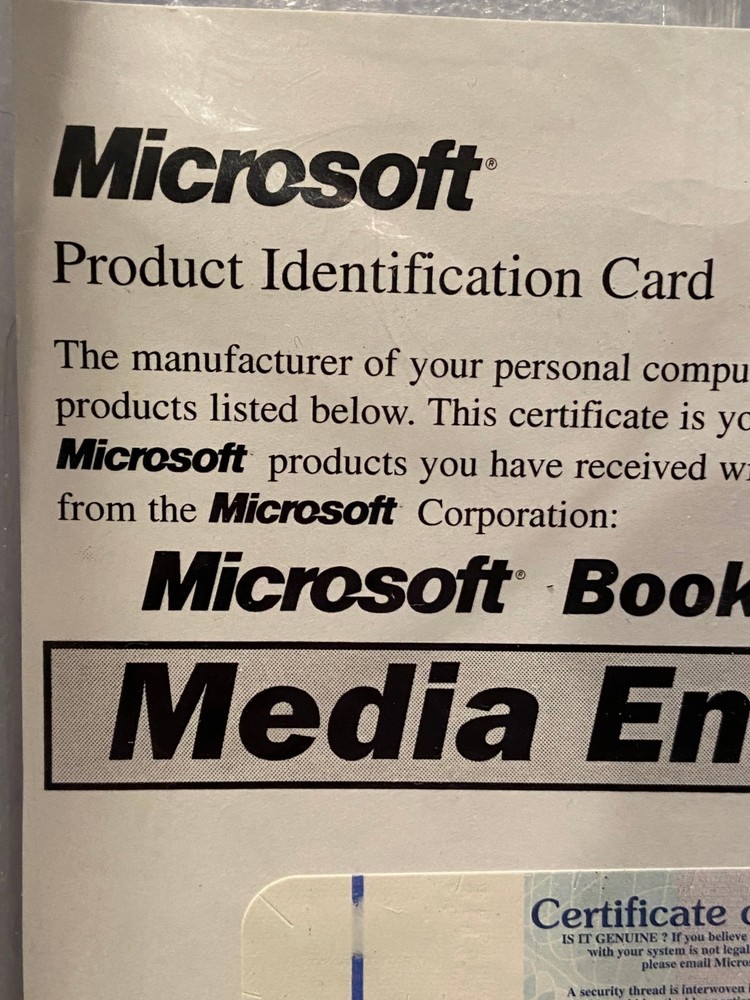 Microsoft®
Product Identification Card
The manufacturer of your personal compu
products listed below. This certificate is yo
Microsoft products you have received wi
from the Microsoft Corporation:
Microsoft® Book
Media En
Certificate o
IS IT GENUINE ? If you believe
with your system is not legal
please email Micros
A security thread is interwoven